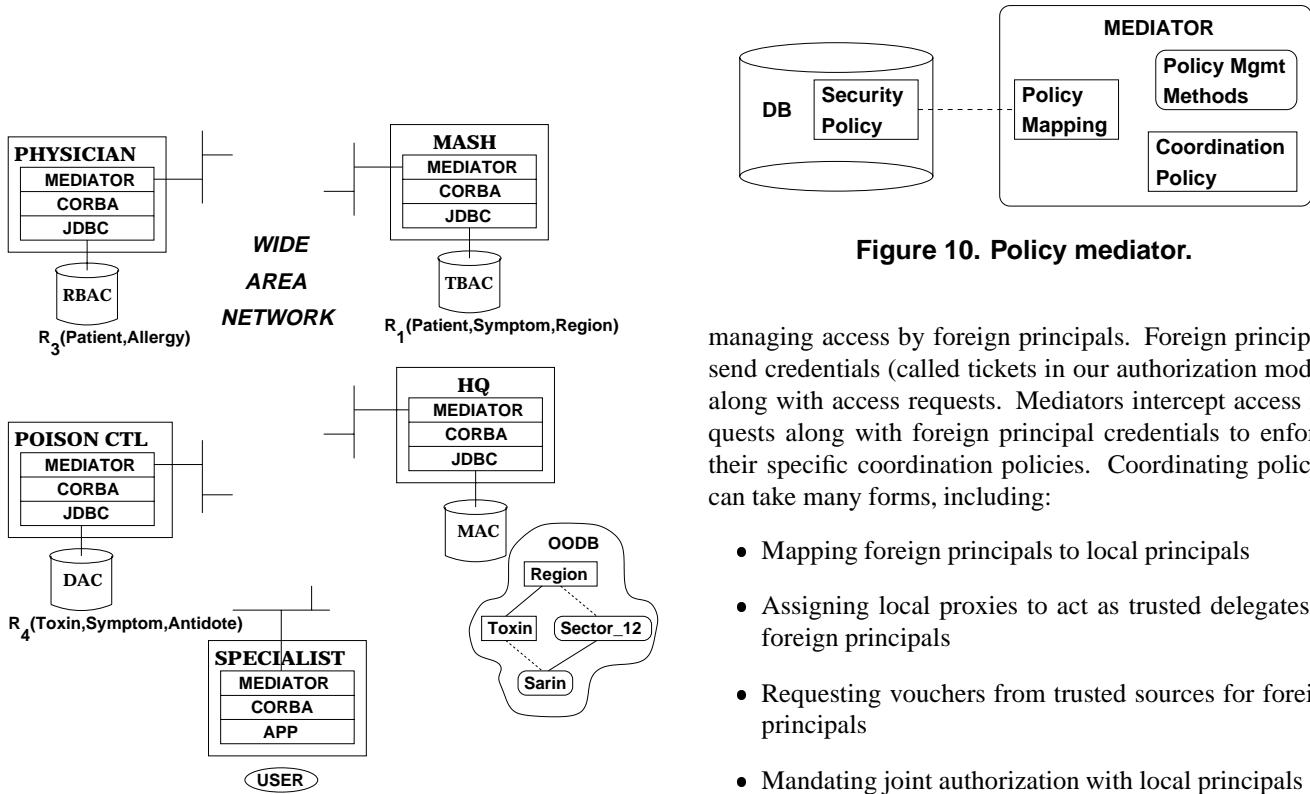 PHYSICIAN
MEDIATOR
CORBA
JDBC
RBAC
R3(Patient,Allergy)
WIDE
AREA
NETWORK
MASH
MEDIATOR
CORBA
JDBC
TBAC
R1(Patient,Symptom,Region)
POISON CTL
MEDIATOR
CORBA
JDBC
DAC
R4(Toxin,Symptom,Antidote)
HQ
MEDIATOR
CORBA
JDBC
MAC
OODB
Region
Toxin
Sector_12
Sarin
SPECIALIST
MEDIATOR
CORBA
APP
USER
MEDIATOR
DB
Security
Policy
Policy
Mapping
Policy Mgmt
Methods
Coordination
Policy
Figure 10. Policy mediator.
managing access by foreign principals. Foreign princip
send credentials (called tickets in our authorization mod
along with access requests. Mediators intercept access
quests along with foreign principal credentials to enfor
their specific coordination policies. Coordinating polic
can take many forms, including:
• Mapping foreign principals to local principals
• Assigning local proxies to act as trusted delegates
foreign principals
• Requesting vouchers from trusted sources for forei
principals
• Mandating joint authorization with local principals